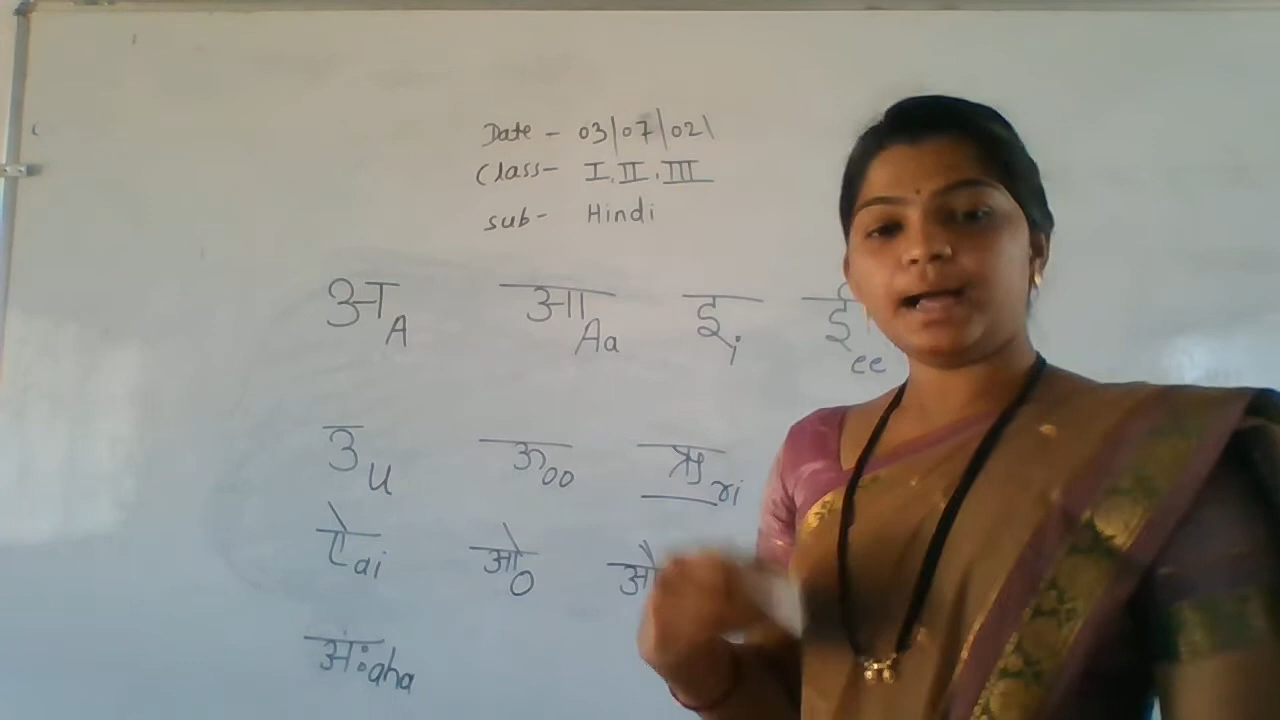 Date - 03/07/021
Class- I, II, III
sub- Hindi
अ A आ Aa इ i ई ee
उ u ऊ oo ऋ ri
ऐ ai ओ o औ
अंः aha